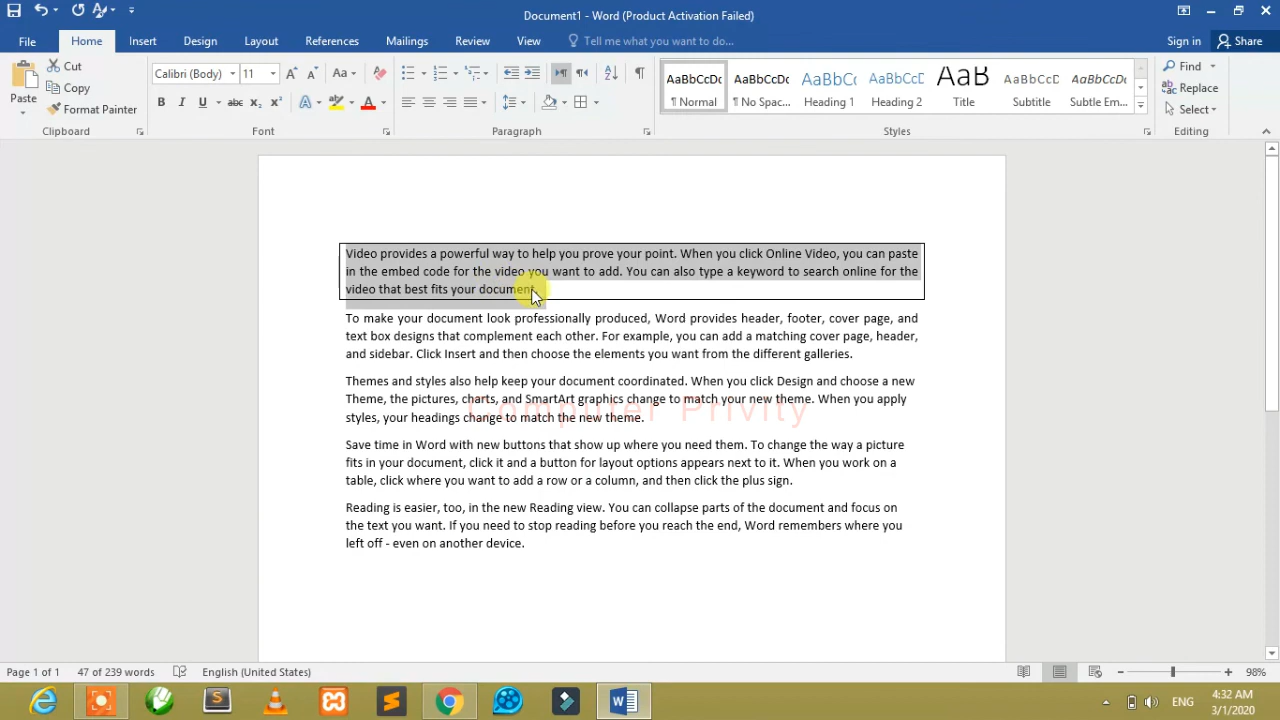 Document1 - Word (Product Activation Failed)
File Home Insert Design Layout References Mailings Review View Tell me what you want to do... Sign in Share
Paste Cut Copy Format Painter
Clipboard
Calibri (Body) 11
Font
Paragraph
AaBbCcDc ¶ Normal
AaBbCcDc ¶ No Spac...
AaBbCc Heading 1
AaBbCcD Heading 2
AaB Title
AaBbCcD Subtitle
AaBbCcDc Subtle Em...
Styles
Find
Replace
Select
Editing
Video provides a powerful way to help you prove your point. When you click Online Video, you can paste
in the embed code for the video you want to add. You can also type a keyword to search online for the
video that best fits your document.
To make your document look professionally produced, Word provides header, footer, cover page, and
text box designs that complement each other. For example, you can add a matching cover page, header,
and sidebar. Click Insert and then choose the elements you want from the different galleries.
Themes and styles also help keep your document coordinated. When you click Design and choose a new
Theme, the pictures, charts, and SmartArt graphics change to match your new theme. When you apply
styles, your headings change to match the new theme.
Computer Privity
Save time in Word with new buttons that show up where you need them. To change the way a picture
fits in your document, click it and a button for layout options appears next to it. When you work on a
table, click where you want to add a row or a column, and then click the plus sign.
Reading is easier, too, in the new Reading view. You can collapse parts of the document and focus on
the text you want. If you need to stop reading before you reach the end, Word remembers where you
left off - even on another device.
Page 1 of 1 47 of 239 words English (United States) 98%
ENG
4:32 AM
3/1/2020